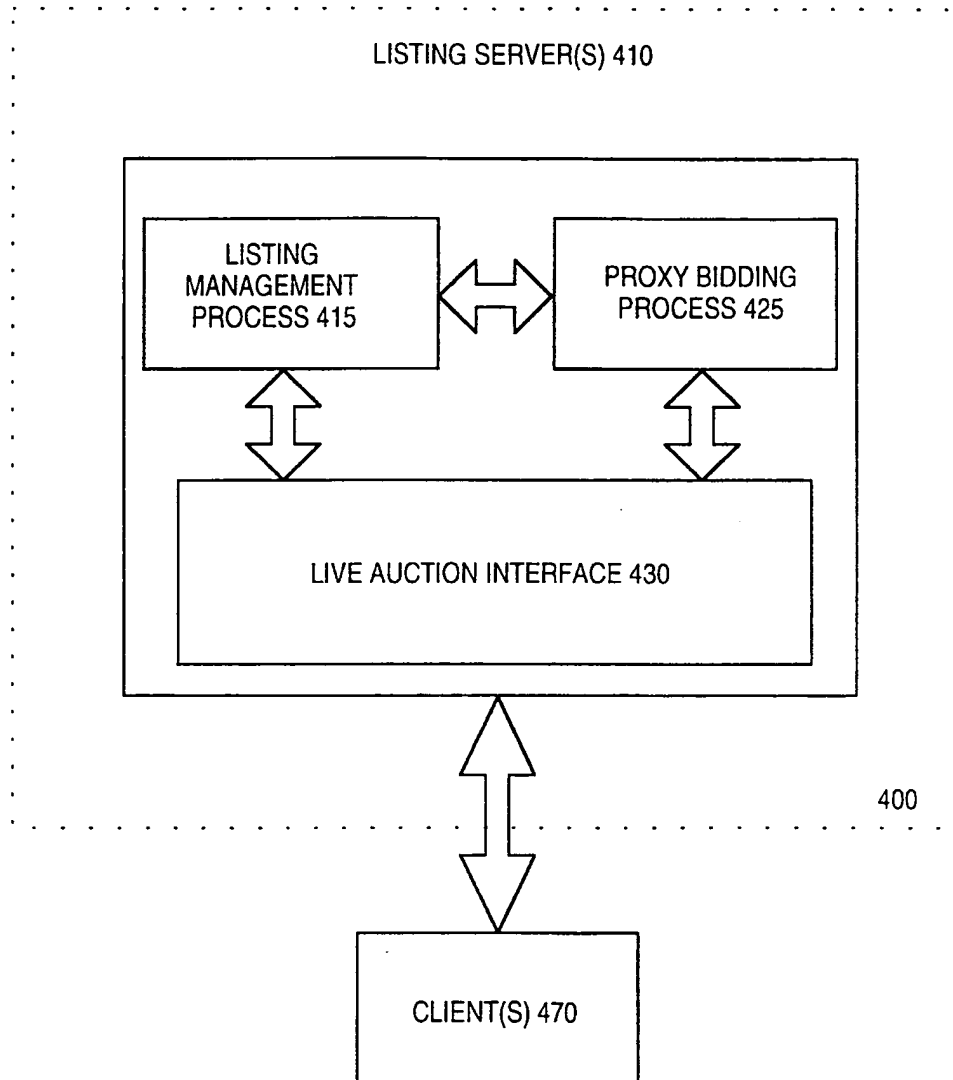 LISTING SERVER(S) 410
LISTING
MANAGEMENT
PROCESS 415
PROXY BIDDING
PROCESS 425
LIVE AUCTION INTERFACE 430
400
CLIENT(S) 470